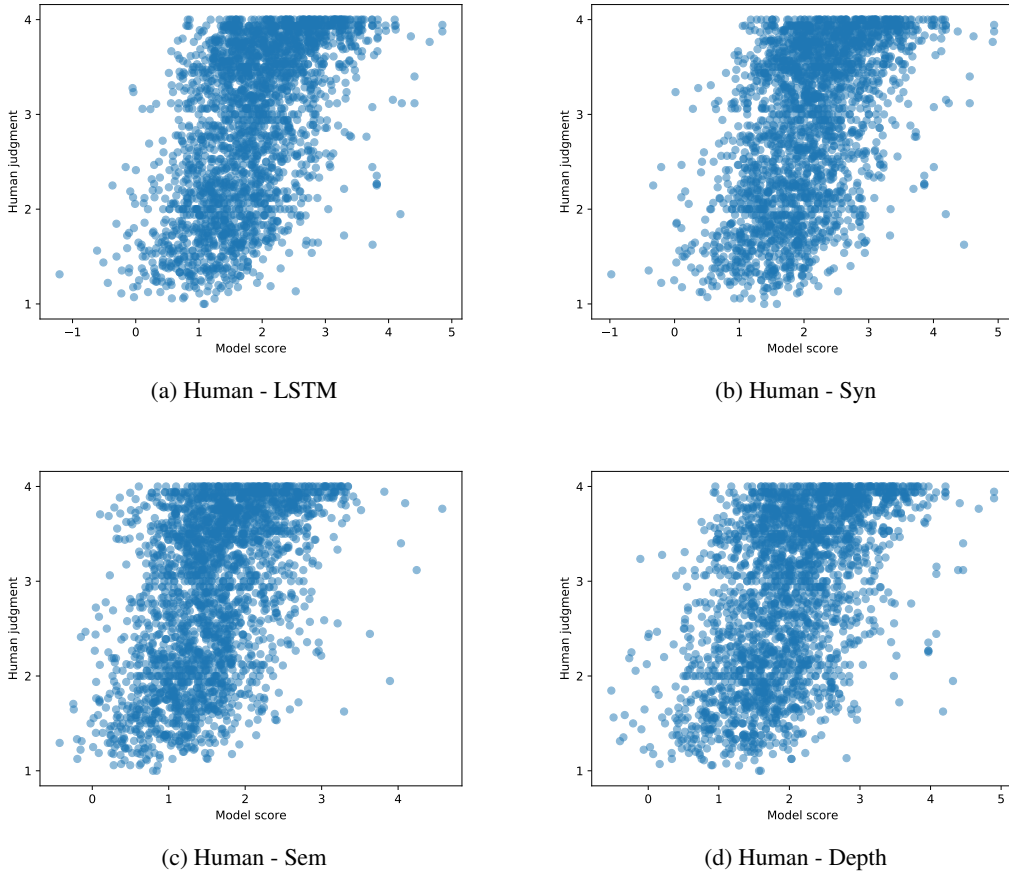 4
3
2
1
Human judgment
−1 0 1 2 3 4 5
Model score
(a) Human - LSTM
4
3
2
1
Human judgment
−1 0 1 2 3 4 5
Model score
(b) Human - Syn
4
3
2
1
Human judgment
0 1 2 3 4
Model score
(c) Human - Sem
4
3
2
1
Human judgment
0 1 2 3 4 5
Model score
(d) Human - Depth